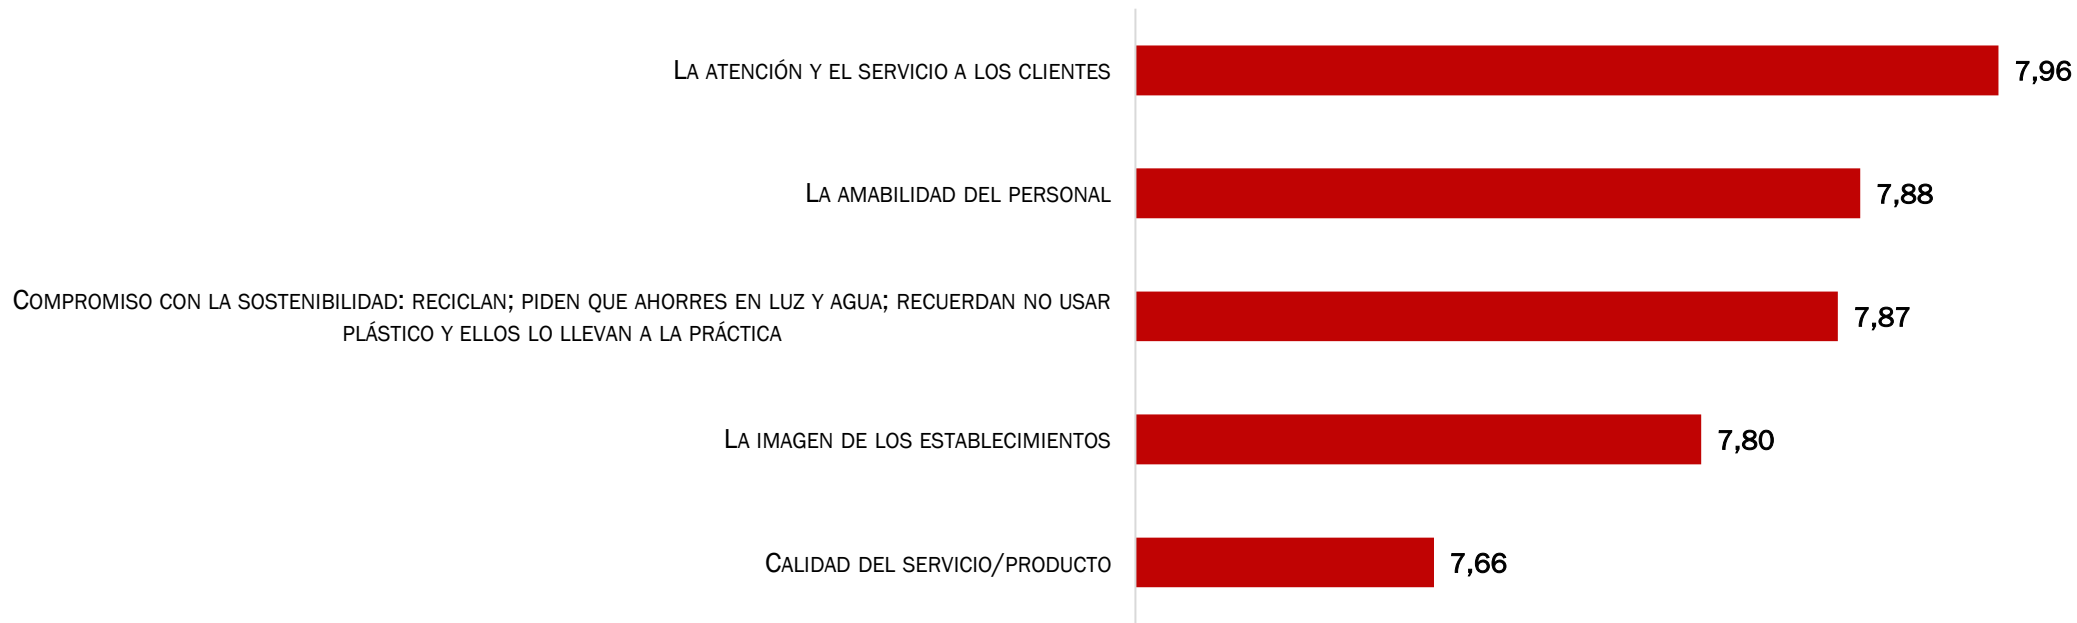 La atención y el servicio a los clientes
7,96
La amabilidad del personal
7,88
Compromiso con la sostenibilidad: reciclan; piden que ahorres en luz y agua; recuerdan no usar
plástico y ellos lo llevan a la práctica
7,87
La imagen de los establecimientos
7,80
Calidad del servicio/producto
7,66